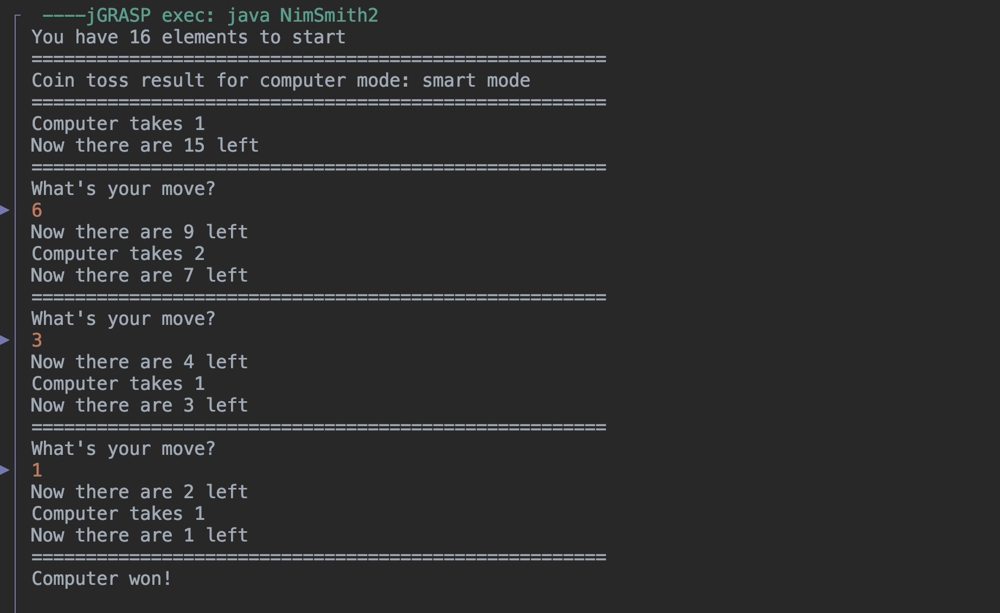 ----jGRASP exec: java NimSmith2
You have 16 elements to start
=====================================================
Coin toss result for computer mode: smart mode
=====================================================
Computer takes 1
Now there are 15 left
=====================================================
What's your move?
6
Now there are 9 left
Computer takes 2
Now there are 7 left
=====================================================
What's your move?
3
Now there are 4 left
Computer takes 1
Now there are 3 left
=====================================================
What's your move?
1
Now there are 2 left
Computer takes 1
Now there are 1 left
=====================================================
Computer won!